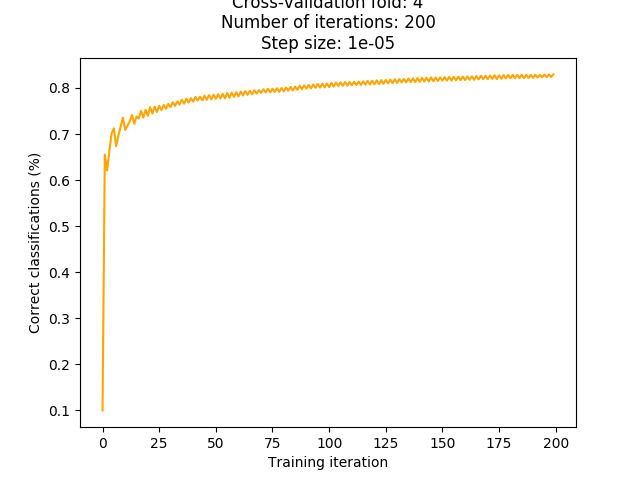 Cross-validation fold: 4
Number of iterations: 200
Step size: 1e-05
0.8
0.7
0.6
0.5
0.4
0.3
0.2
0.1
Correct classifications (%)
0 25 50 75 100 125 150 175 200
Training iteration